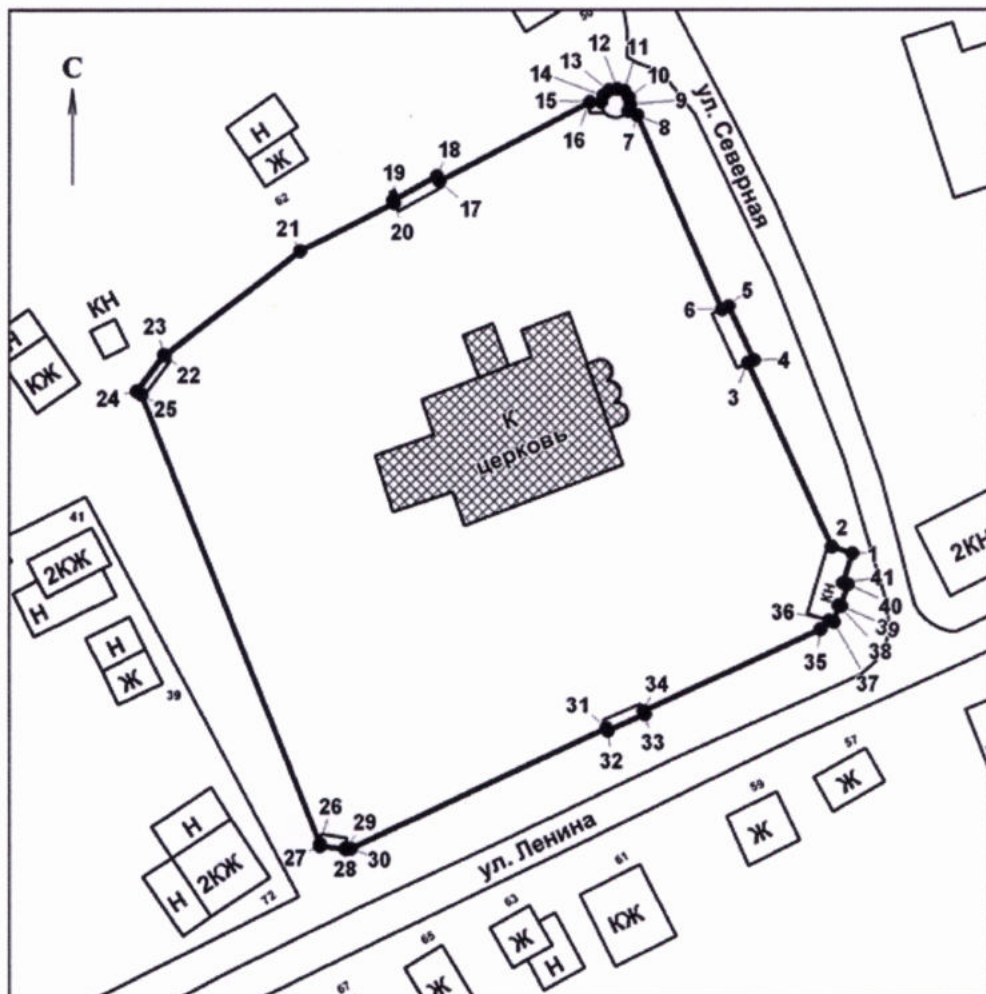 С
50
12
11
13
10
14
9
15
8
16
7
ул. Северная
Н
Ж
62
18
19
17
20
21
КН
Н
КЖ
23
22
24
25
5
6
4
3
К
церковь
2
1
КН
41
40
36
39
38
35
37
41
2КЖ
Н
Н
Ж
39
2КН
34
31
33
32
26
29
27
28
30
ул. Ленина
57
Ж
59
Ж
61
КЖ
63
Ж
Н
65
Ж
67
Н
2КЖ
Н
72